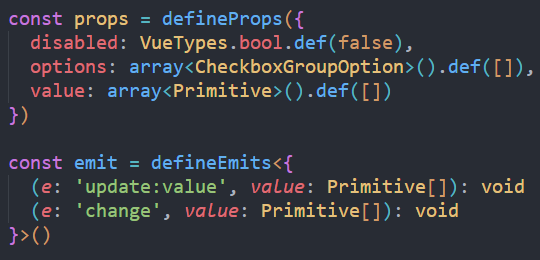 const props = defineProps({
  disabled: VueTypes.bool.def(false),
  options: array<CheckboxGroupOption>().def([]),
  value: array<Primitive>().def([])
})

const emit = defineEmits<{
  (e: 'update:value', value: Primitive[]): void
  (e: 'change', value: Primitive[]): void
}>()